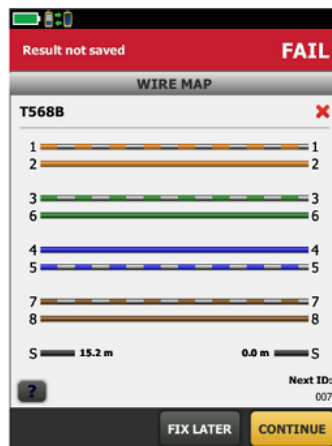 Result not saved FAIL
WIRE MAP
T568B
1 1
2 2
3 3
6 6
4 4
5 5
7 7
8 8
S 15.2 m 0.0 m S
? Next ID:
007
FIX LATER CONTINUE